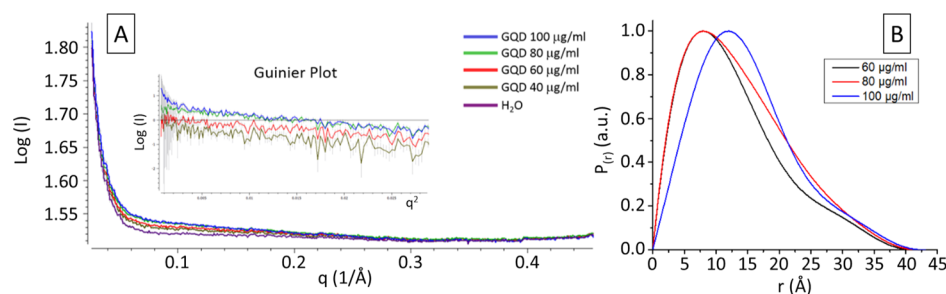 A
1.80
1.75
1.70
1.65
1.60
1.55
Log (I)
0.1
0.2
0.3
0.4
q (1/Å)
Guinier Plot
Log (I)
q²
GQD 100 µg/ml
GQD 80 µg/ml
GQD 60 µg/ml
GQD 40 µg/ml
H₂O
B
1.0
0.8
0.6
0.4
0.2
0.0
P(r) (a.u.)
0 5 10 15 20 25 30 35 40 45
r (Å)
60 µg/ml
80 µg/ml
100 µg/ml